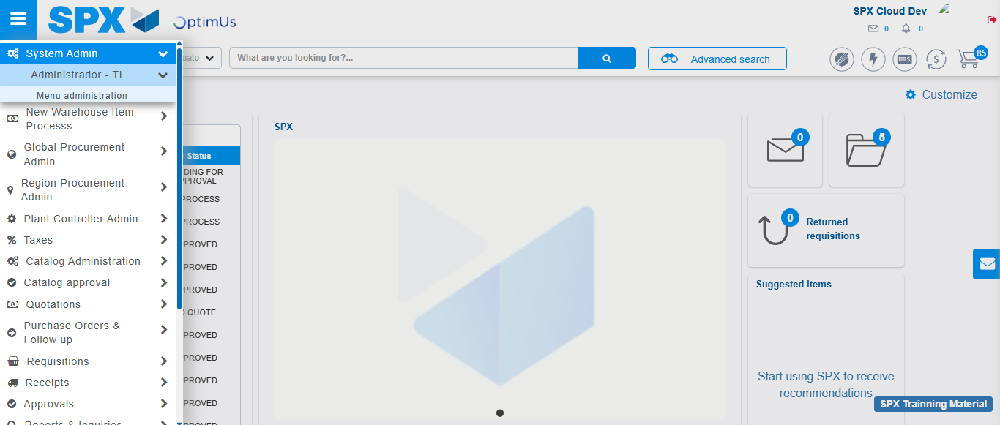 SPX
OptimUs
SPX Cloud Dev
0
0
System Admin
Administrador - TI
Menu administration
New Warehouse Item
Processs
Global Procurement
Admin
Region Procurement
Admin
Plant Controller Admin
Taxes
Catalog Administration
Catalog approval
Quotations
Purchase Orders &
Follow up
Requisitions
Receipts
Approvals
Reports & Inquiries
uato
What are you looking for?...
Advanced search
85
Customize
Status
DING FOR
PROVAL
PROCESS
PROCESS
PROVED
PROVED
PROVED
QUOTE
PROVED
PROVED
PROVED
PROVED
PROVED
SPX
0
5
0
Returned
requisitions
Suggested items
Start using SPX to receive
recommendations
SPX Trainning Material